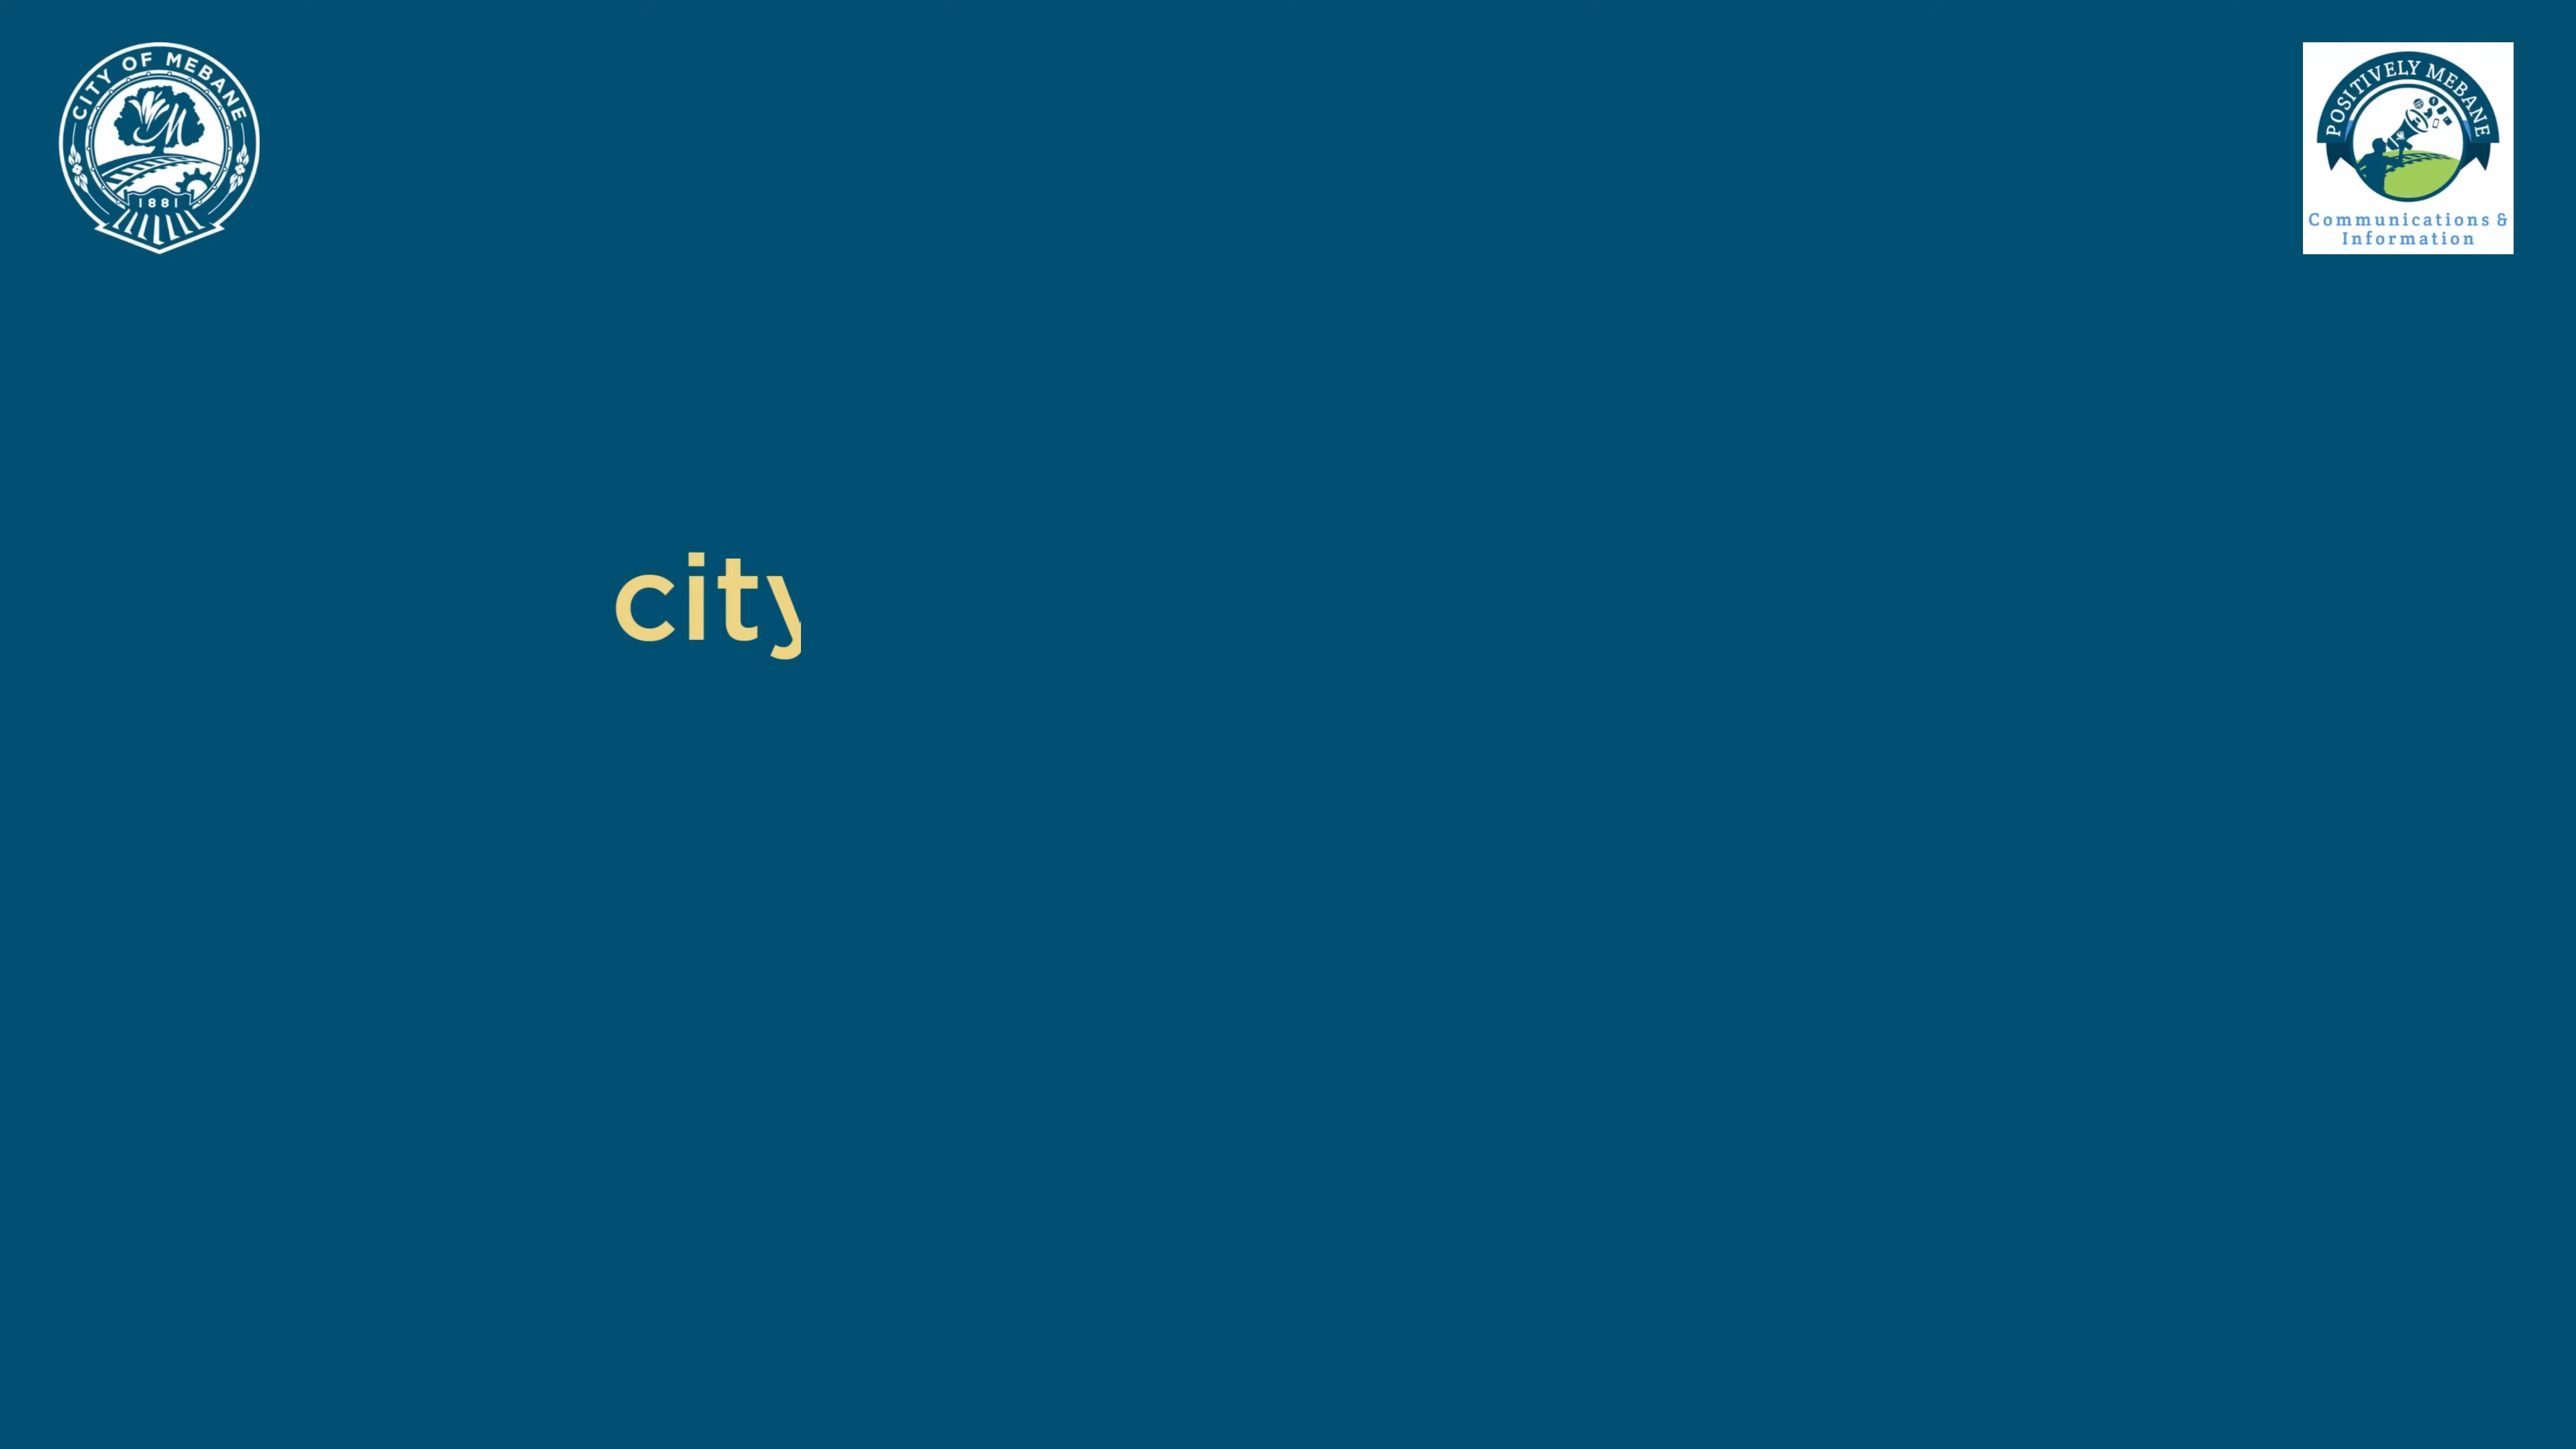 CITY OF MEBANE
1881
POSITIVELY MEBANE
Communications &
Information
city